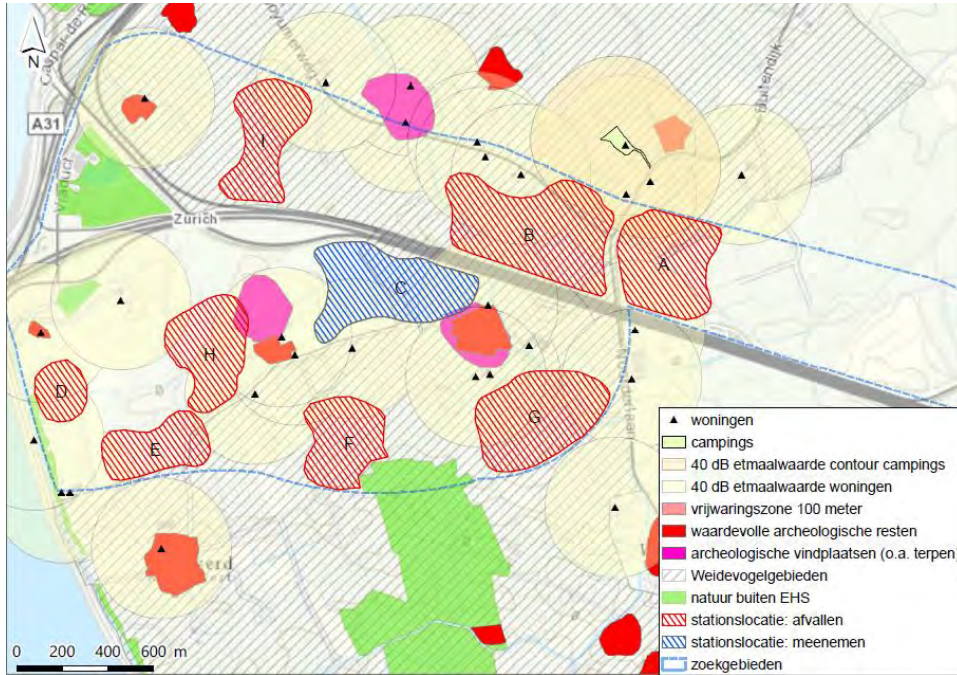 N
A31
Viaduct
Buitendijk
Zurich
I
B
A
C
H
D
E
F
G
woningen
campings
40 dB etmaalwaarde contour campings
40 dB etmaalwaarde woningen
vrijwaringszone 100 meter
waardevolle archeologische resten
archeologische vindplaatsen (o.a. terpen)
Weidevogelgebieden
natuur buiten EHS
stationslocatie: afvallen
stationslocatie: meenemen
zoekgebieden
0 200 400 600 m